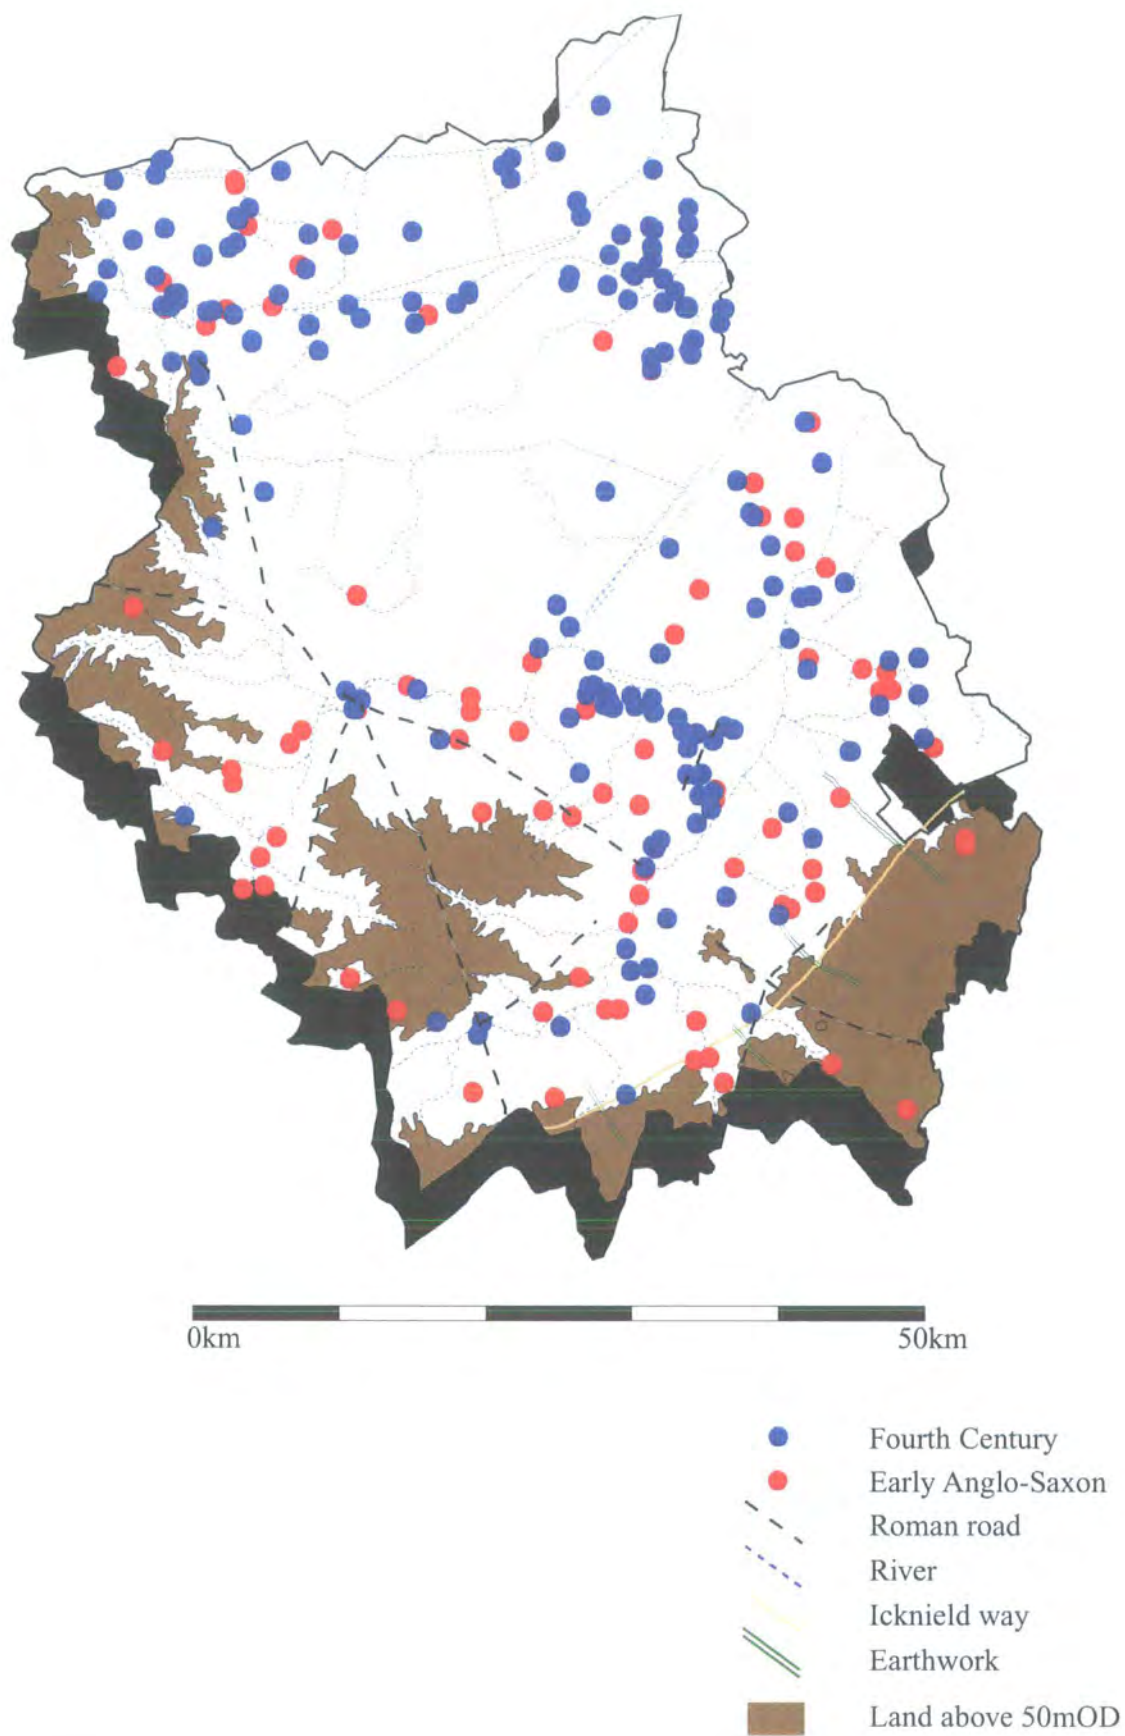 0km 50km
Fourth Century
Early Anglo-Saxon
Roman road
River
Icknield way
Earthwork
Land above 50mOD